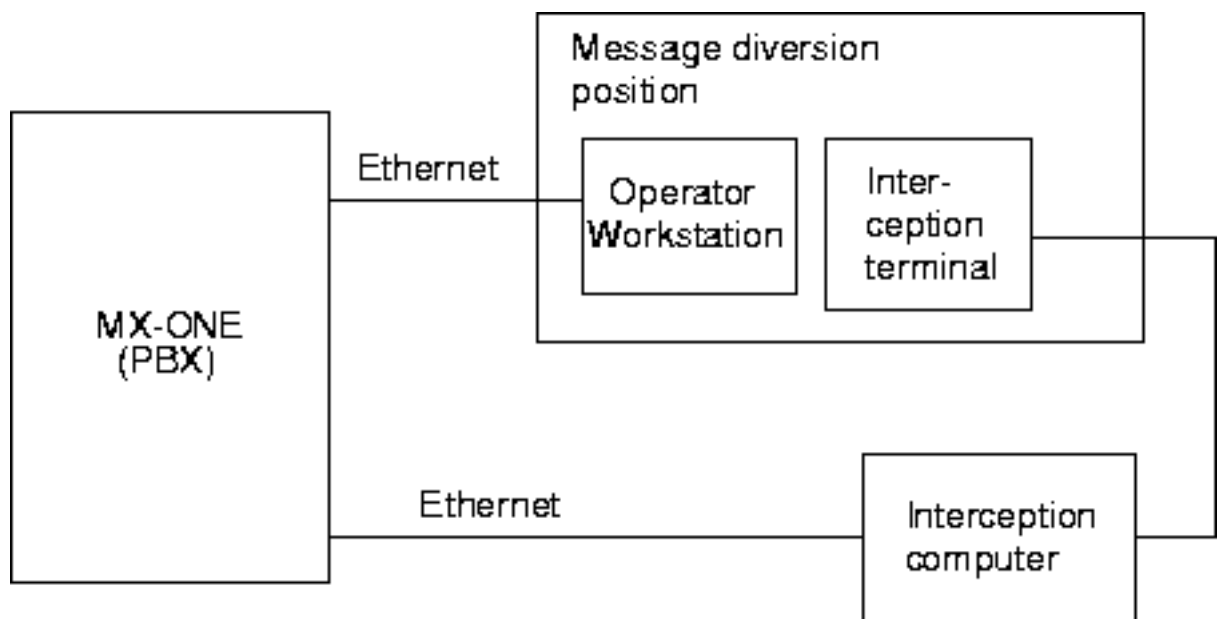 Message diversion
position
Ethernet
Operator
Workstation
Inter-
ception
terminal
MX-ONE
(PBX)
Ethernet
Interception
computer